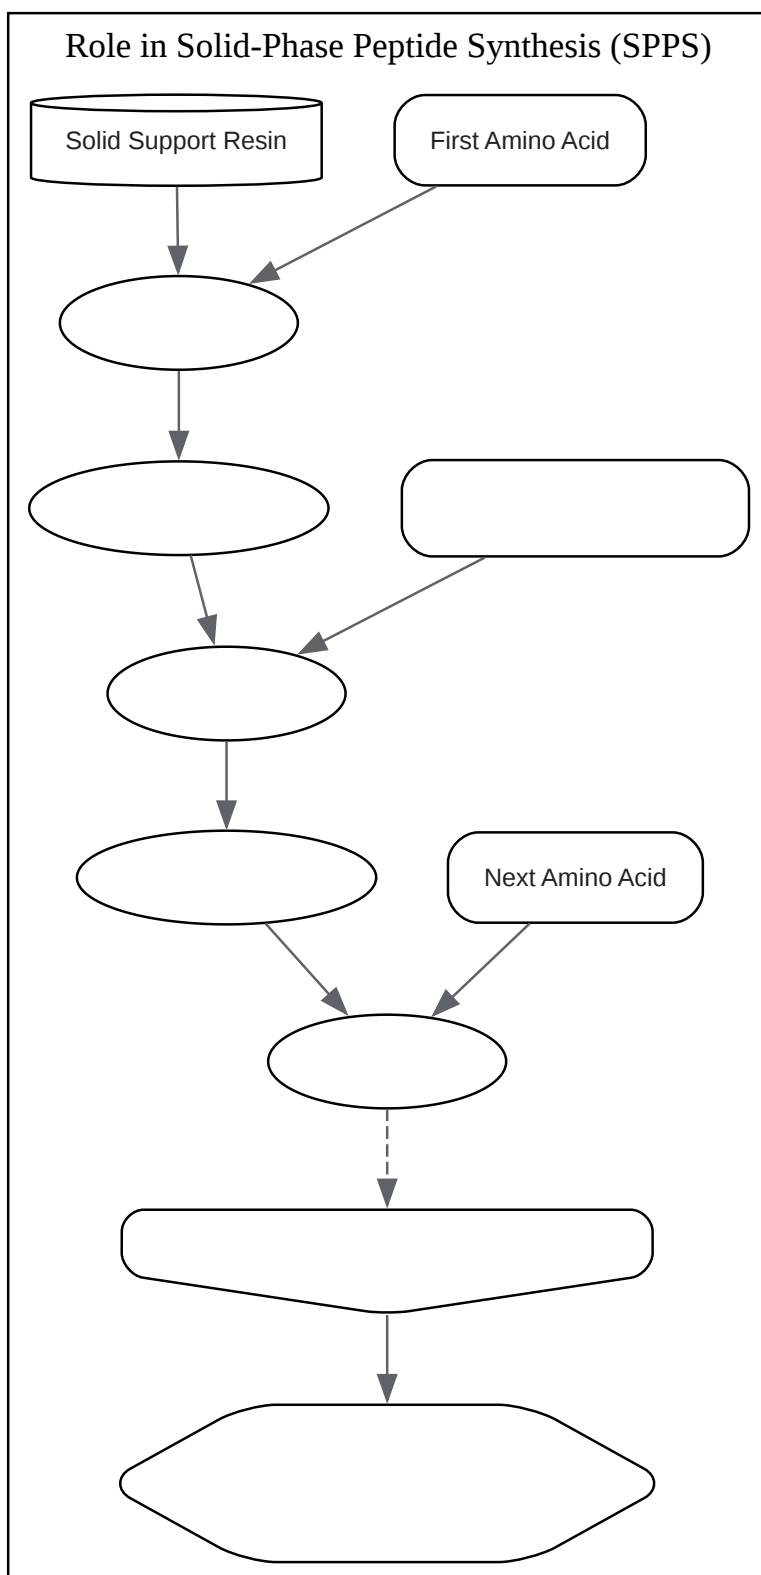 Role in Solid-Phase Peptide Synthesis (SPPS)
Solid Support Resin
First Amino Acid
Next Amino Acid